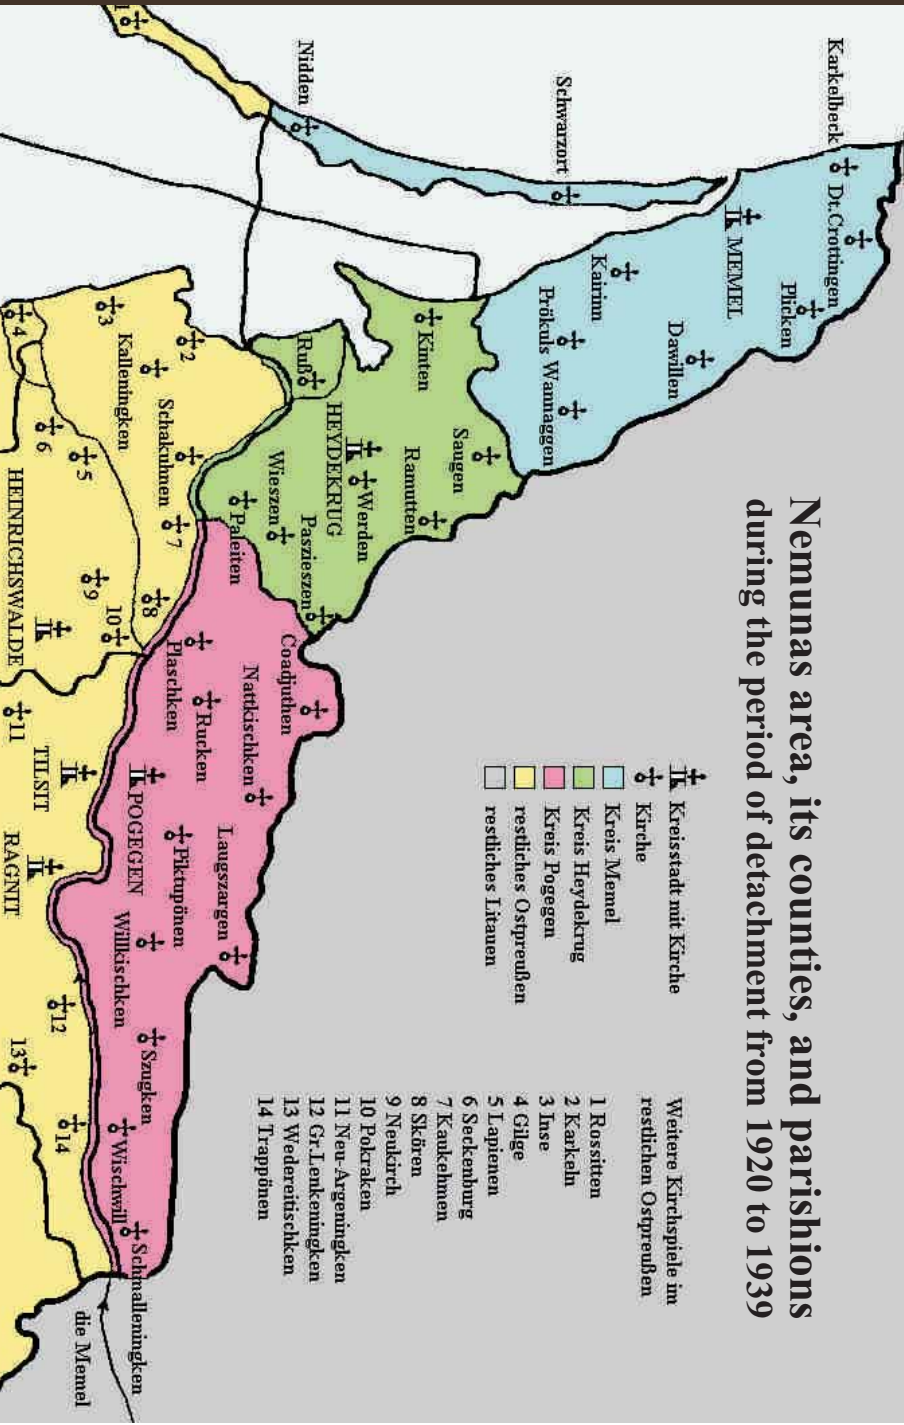 Nemunas area, its counties, and parishions
during the period of detachment from 1920 to 1939
Kreisstadt mit Kirche
Kirche
Kreis Memel
Kreis Heydekrug
Kreis Pogegen
restliches Ostpreußen
restliches Litauen
Weitere Kirchspiele im
restlichen Ostpreußen
1 Rossitten
2 Karkeln
3 Inse
4 Gilge
5 Lapienen
6 Seckenburg
7 Kaukehmen
8 Skören
9 Neukirch
10 Pokraken
11 Neu-Argeningken
12 Gr.Lenkeningken
13 Wedereitischken
14 Trappönen
Karkelbeck
Dt.Crottingen
Plicken
MEMEL
Dawillen
Schwarzort
Kairinn
Prökuls
Wannaggen
Nidden
Kinten
Saugen
Ramutten
Ruß
HEYDEKRUG
Werden
Wieszen
Paszieszen
Paleiten
Coadjuthen
Nattkischken
Plaschken
Rucken
Laugszargen
POGEGEN
Piktupönen
Willkischken
Szugken
Wischwill
Schmalleningken
die Memel
1
2
3
Kalleningken
Schakuhnen
4
5
6
7
8
9
10
HEINRICHSWALDE
11
TILSIT
RAGNIT
12
13
14